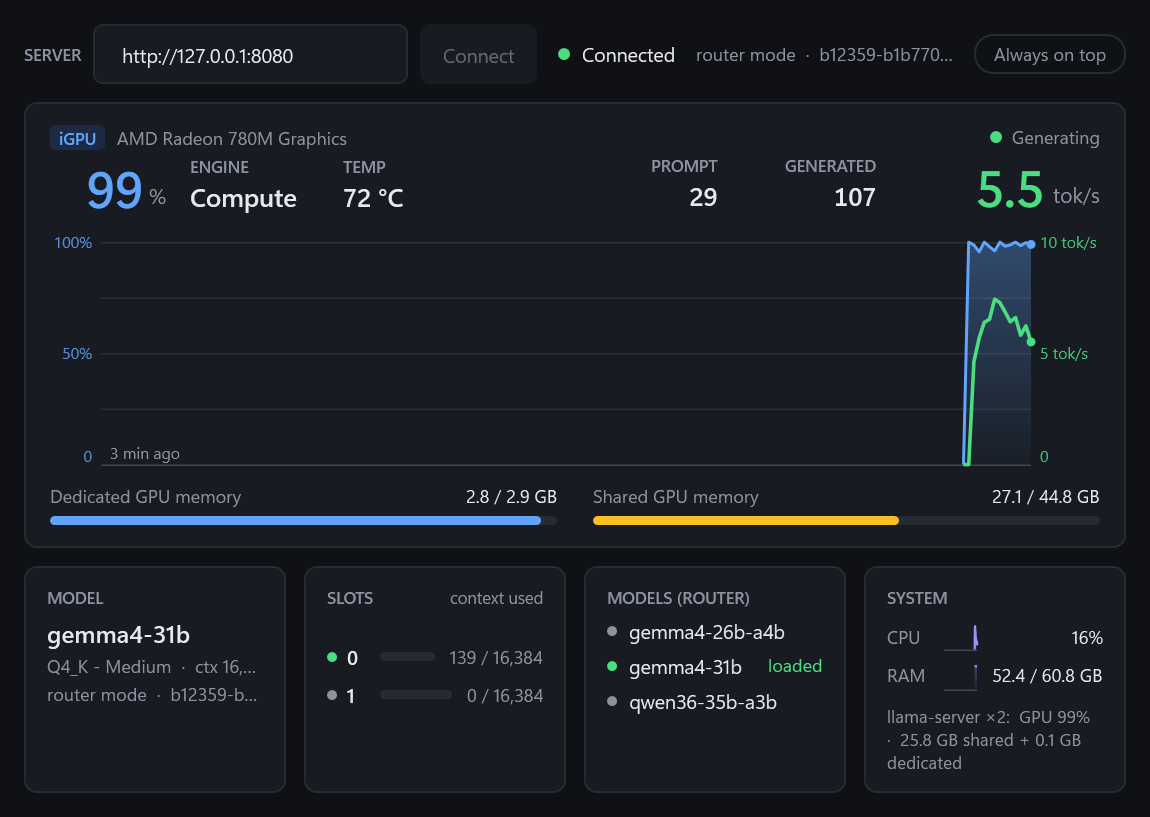 SERVER http://127.0.0.1:8080 Connect Connected router mode · b12359-b1b770... Always on top
iGPU AMD Radeon 780M Graphics
Generating
99 %
ENGINE
Compute
TEMP
72 °C
PROMPT
29
GENERATED
107
5.5 tok/s
100%
50%
0
3 min ago
10 tok/s
5 tok/s
0
Dedicated GPU memory 2.8 / 2.9 GB
Shared GPU memory 27.1 / 44.8 GB
MODEL
gemma4-31b
Q4_K - Medium · ctx 16,...
router mode · b12359-b...
SLOTS context used
0 139 / 16,384
1 0 / 16,384
MODELS (ROUTER)
gemma4-26b-a4b
gemma4-31b loaded
qwen36-35b-a3b
SYSTEM
CPU 16%
RAM 52.4 / 60.8 GB
llama-server ×2: GPU 99%
· 25.8 GB shared + 0.1 GB
dedicated